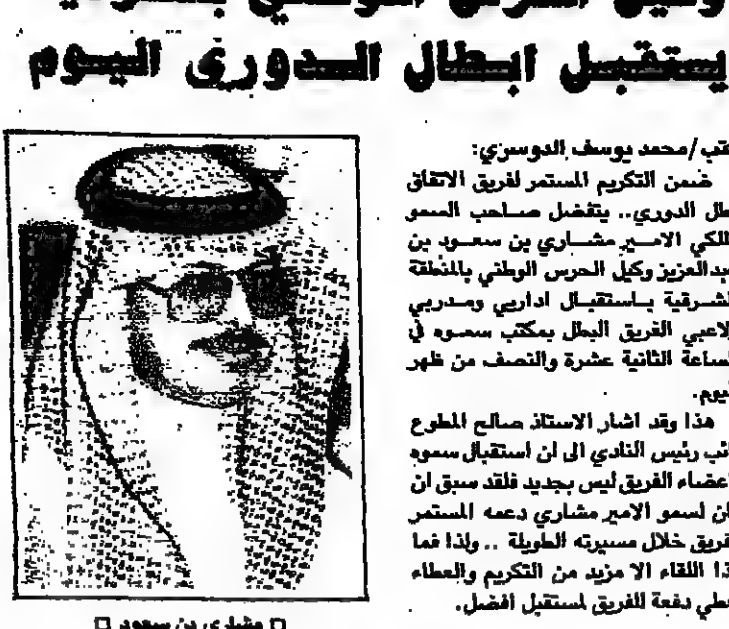 يستقبل ابطال الدوري اليوم
كتب/محمد يوسف الدوسري:
ضمن التكريم المستمر لفريق الاتفاق
بطل الدوري.. يتفضل صاحب السمو
الملكي الامير مشاري بن سعود بن
عبدالعزيز وكيل الحرس الوطني بالمنطقة
الشرقية باستقبال اداريي ومدربي
ولاعبي الفريق البطل بمكتب سموه في
الساعة الثانية عشرة والنصف من ظهر
اليوم.
هذا وقد اشار الاستاذ صالح المطوع
نائب رئيس النادي الى ان استقبال سموه
اعضاء الفريق ليس بجديد فلقد سبق ان
كان لسمو الامير مشاري دعمه المستمر
للفريق خلال مسيرته الطويلة .. ولذا فما
هذا اللقاء الا مزيد من التكريم والعطاء
يعطي دفعة للفريق لمستقبل افضل.
□ مشاري بن سعود □